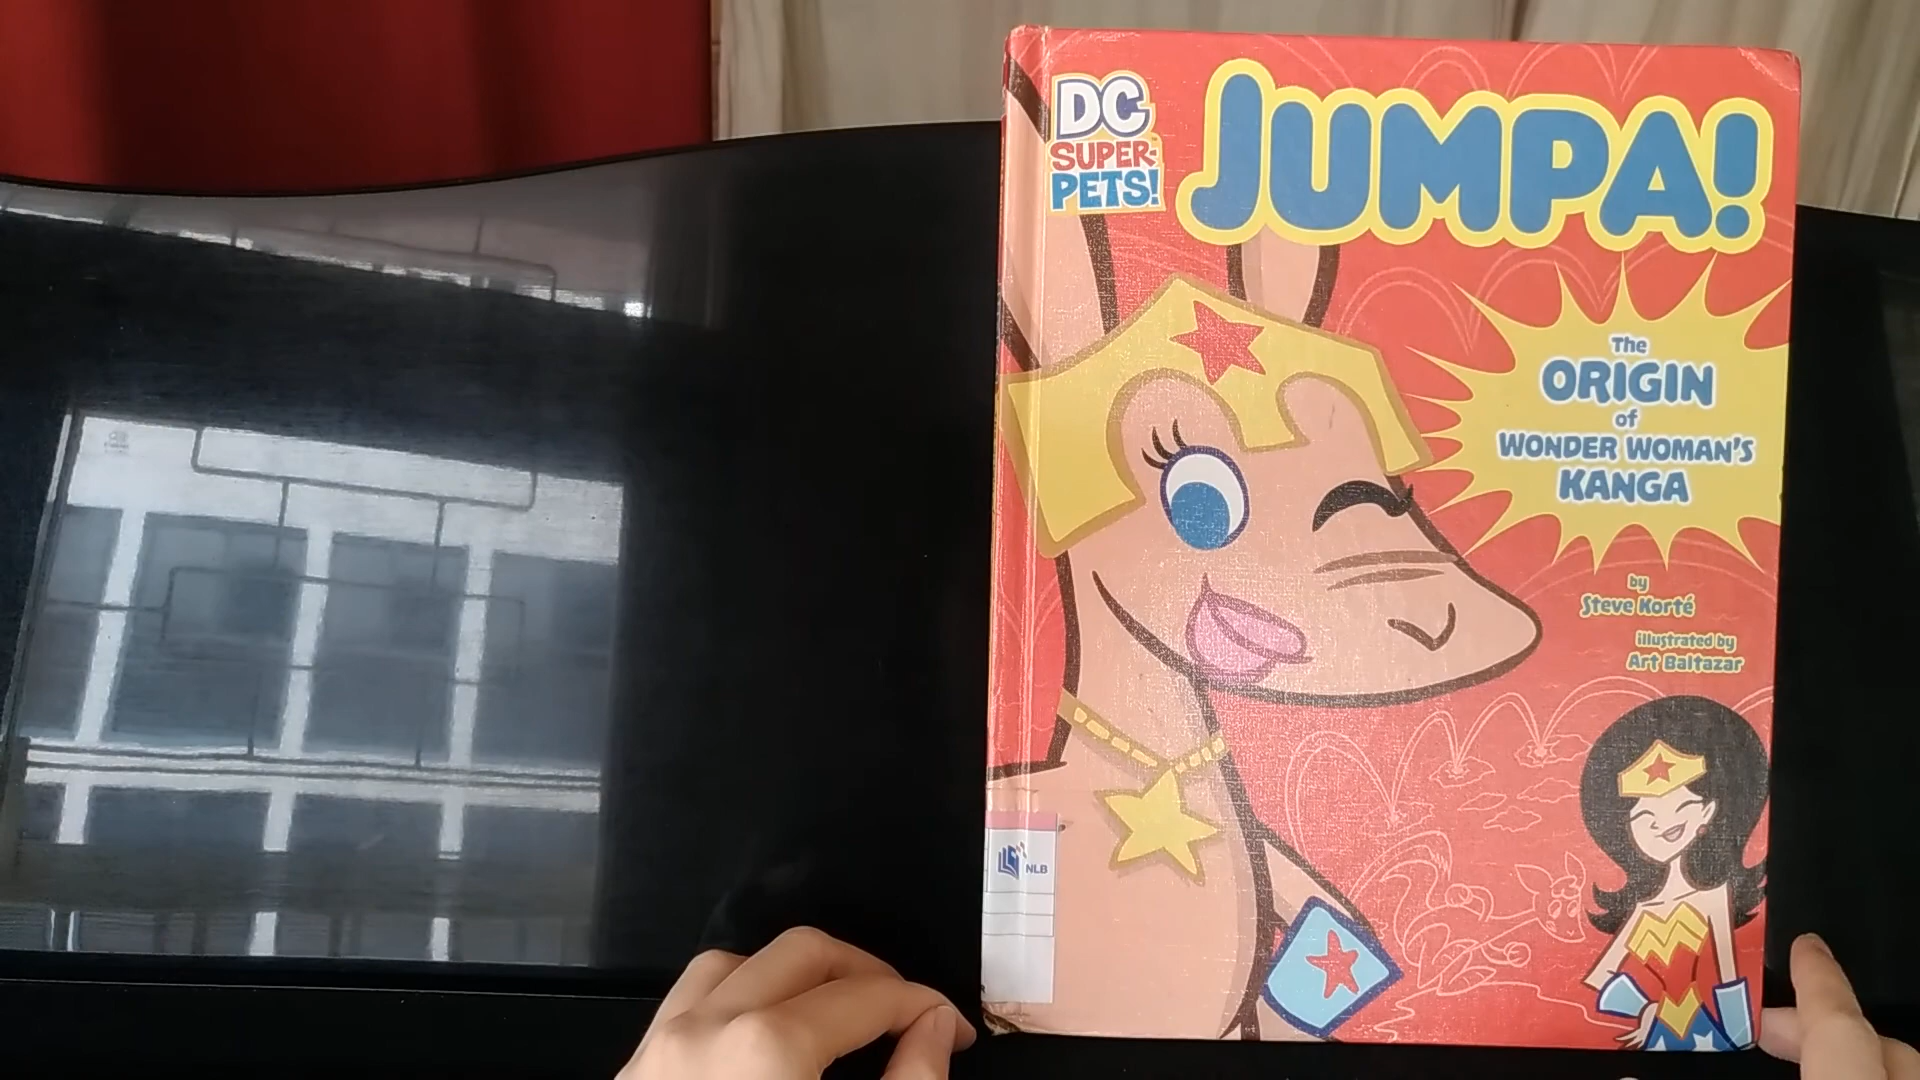 DC
SUPER-
PETS!
JUMPA!
The
ORIGIN
of
WONDER WOMAN'S
KANGA
by
Steve Korté
illustrated by
Art Baltazar
NLB